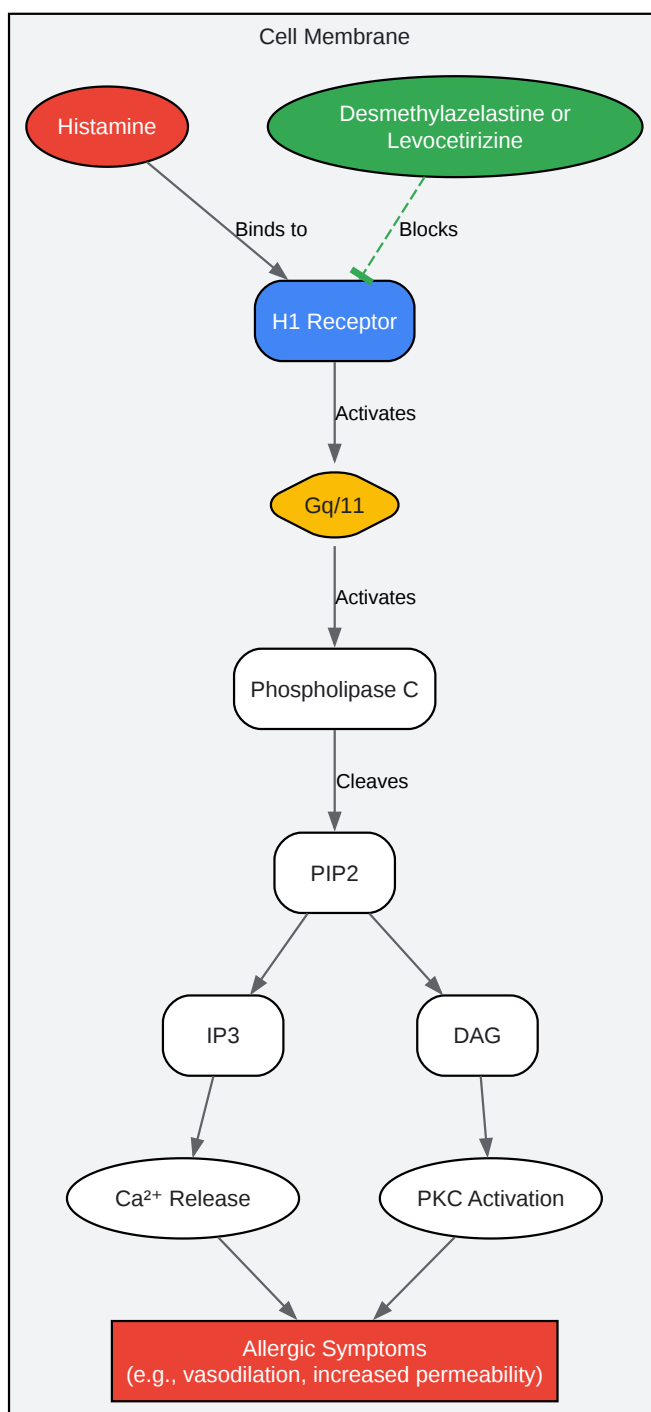 Cell Membrane
Histamine
Desmethylazelastine or
Levocetirizine
Binds to
Blocks
H1 Receptor
Activates
Gq/11
Activates
Phospholipase C
Cleaves
PIP2
IP3
DAG
Ca²⁺ Release
PKC Activation
Allergic Symptoms
(e.g., vasodilation, increased permeability)